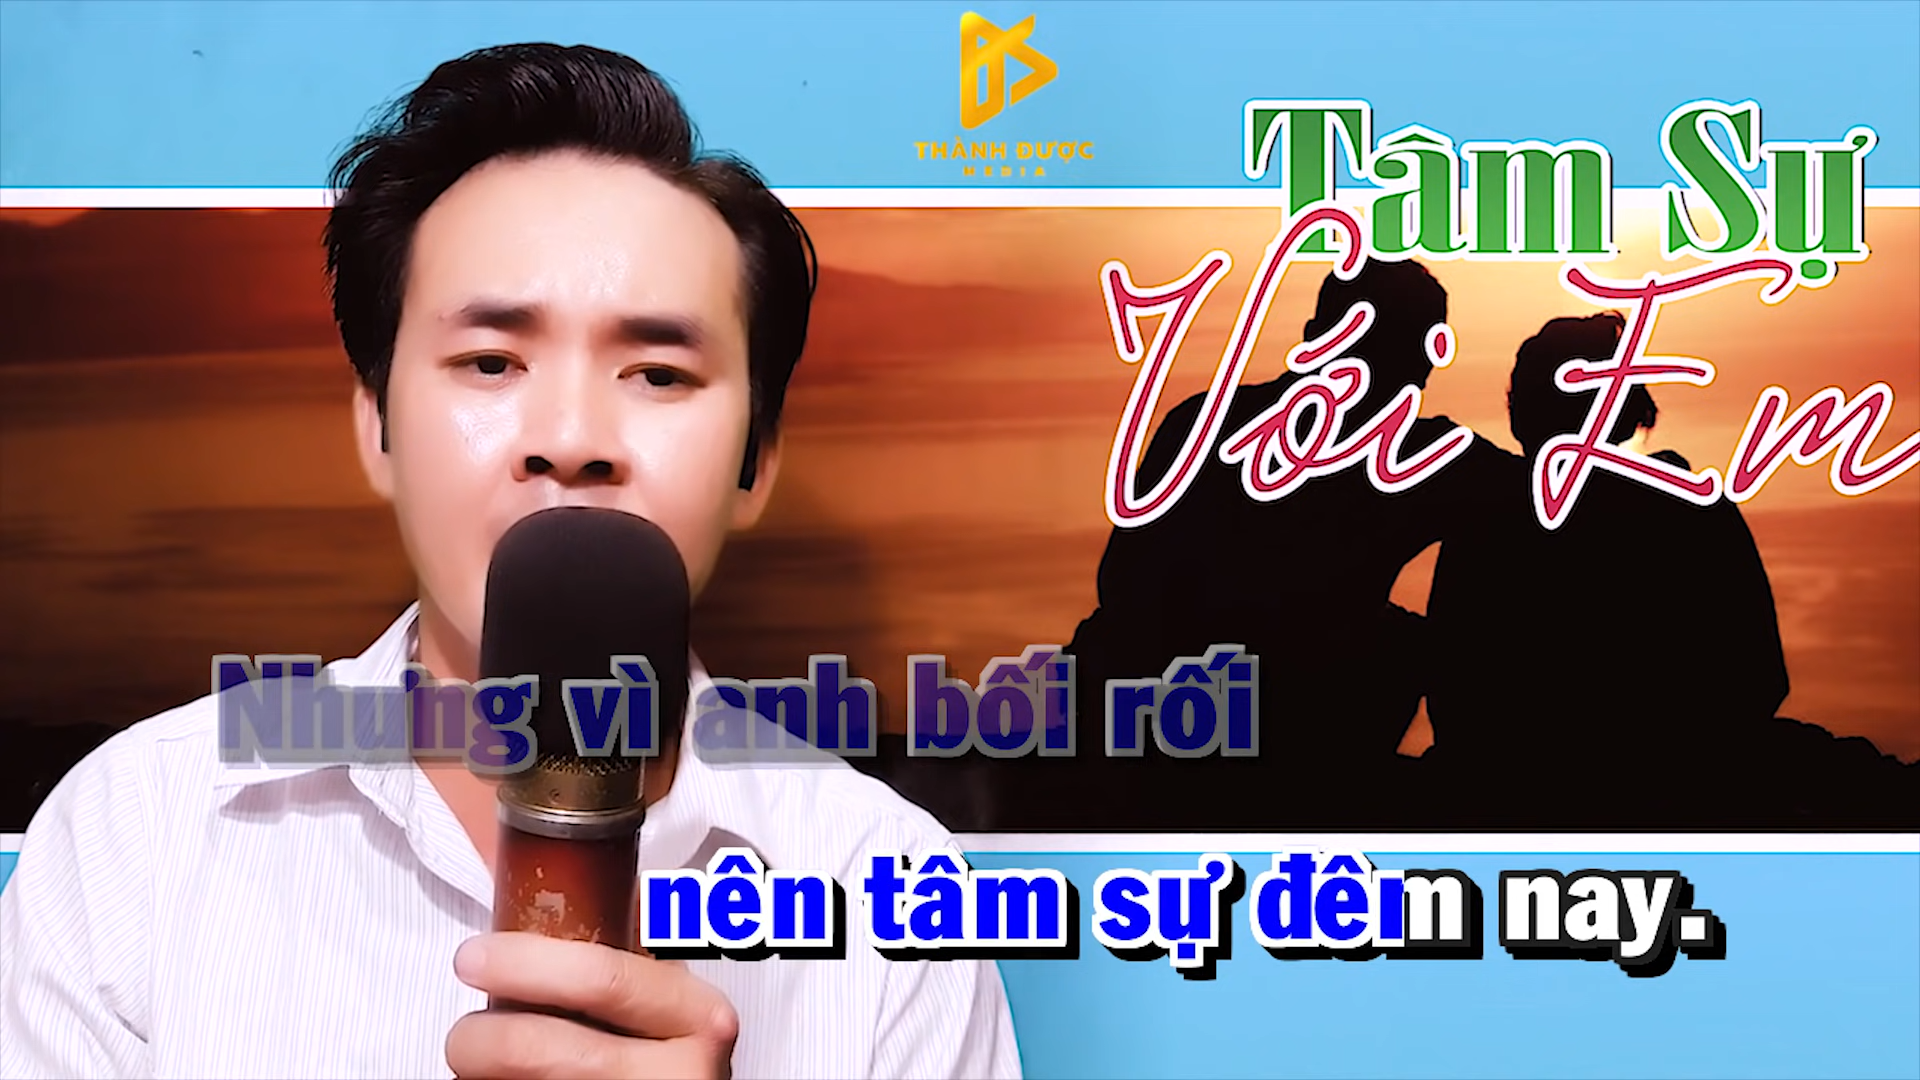 THÀNH ĐƯỢC
MEDIA
Tâm Sự
Với Em
Nhưng vì anh bối rối
nên tâm sự đêm nay.